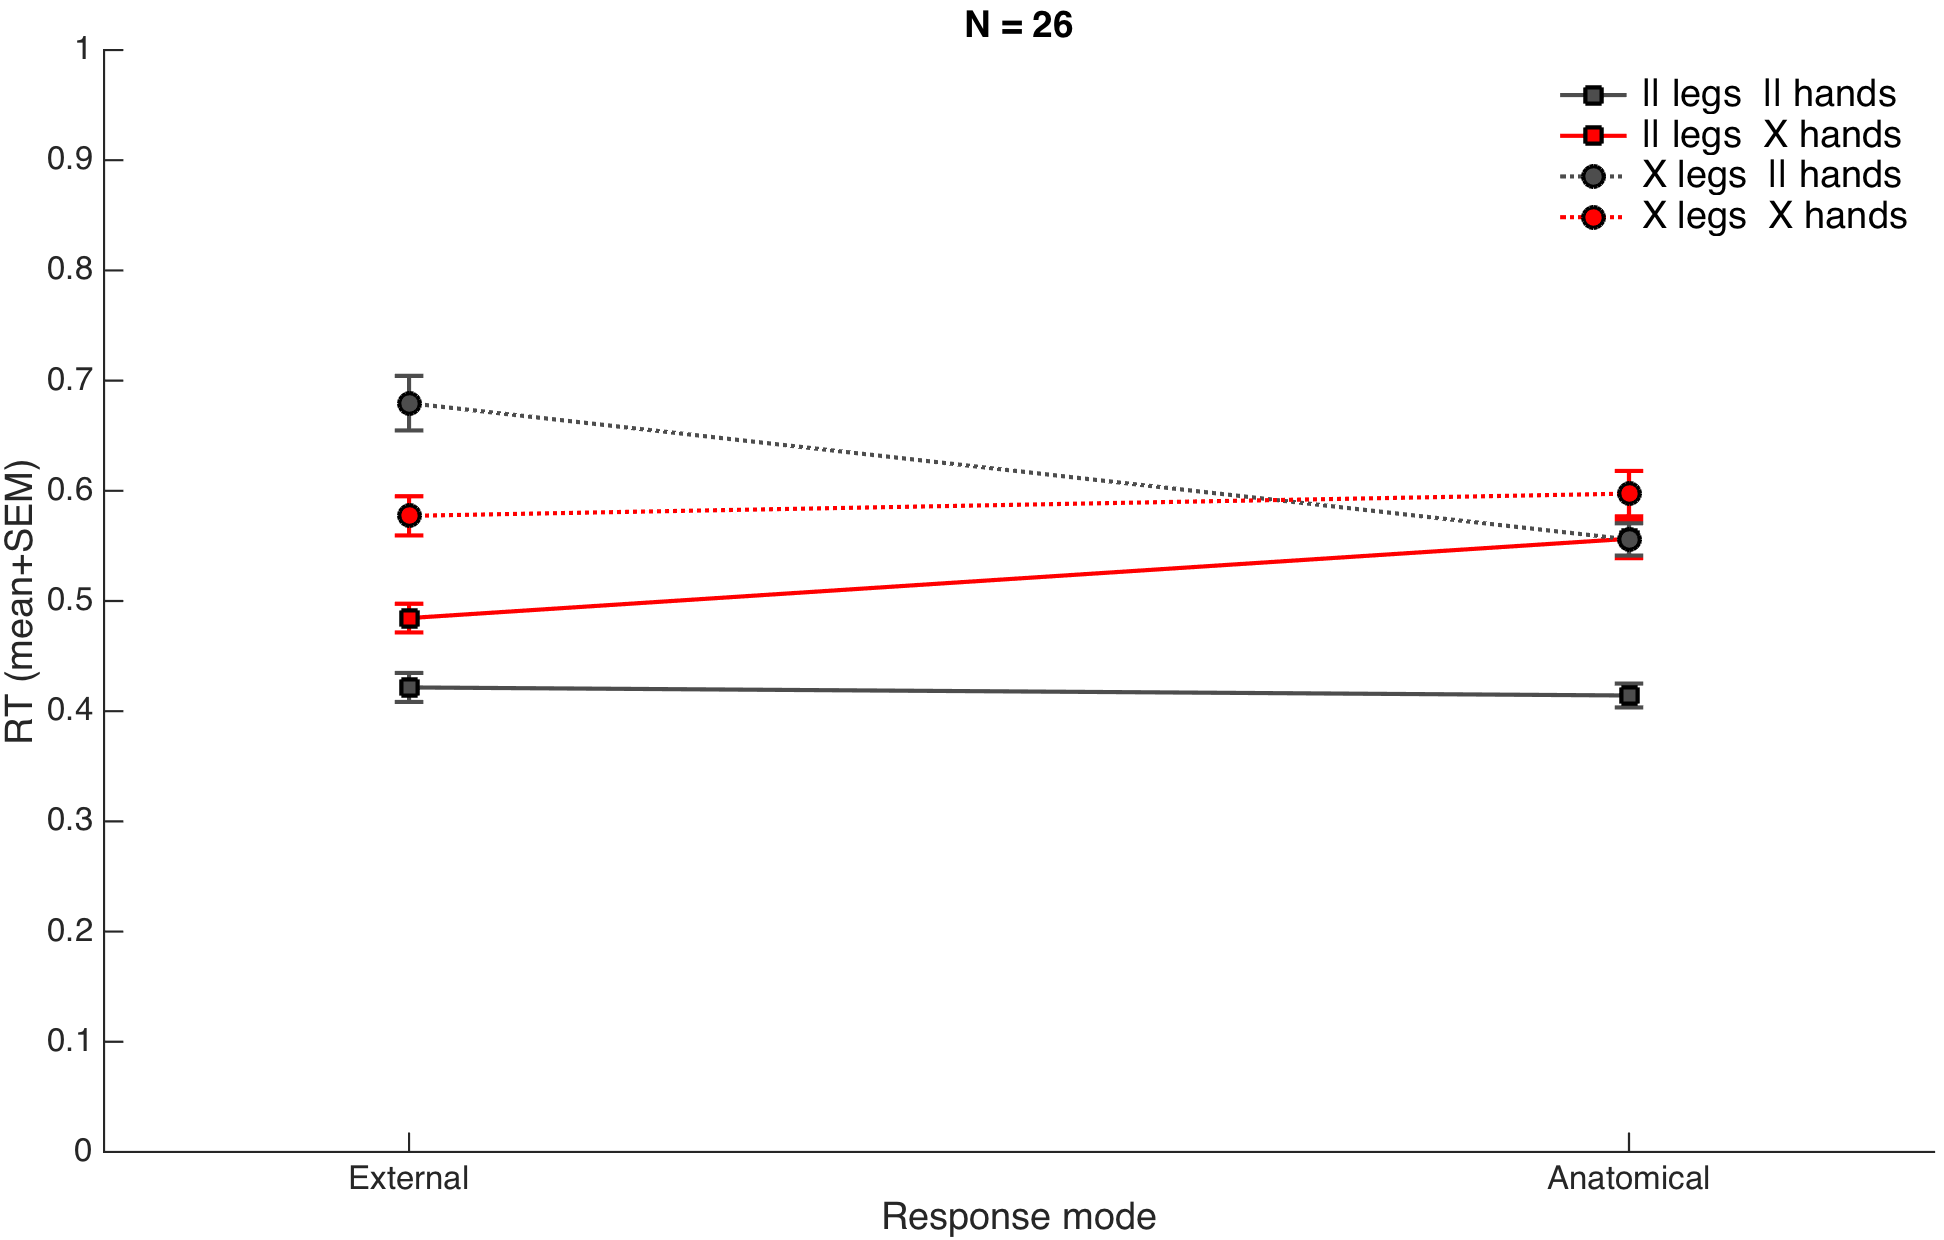 N = 26
1
0.9
0.8
0.7
0.6
0.5
0.4
0.3
0.2
0.1
0
RT (mean+SEM)
External
Anatomical
Response mode
ll legs ll hands
ll legs X hands
X legs ll hands
X legs X hands